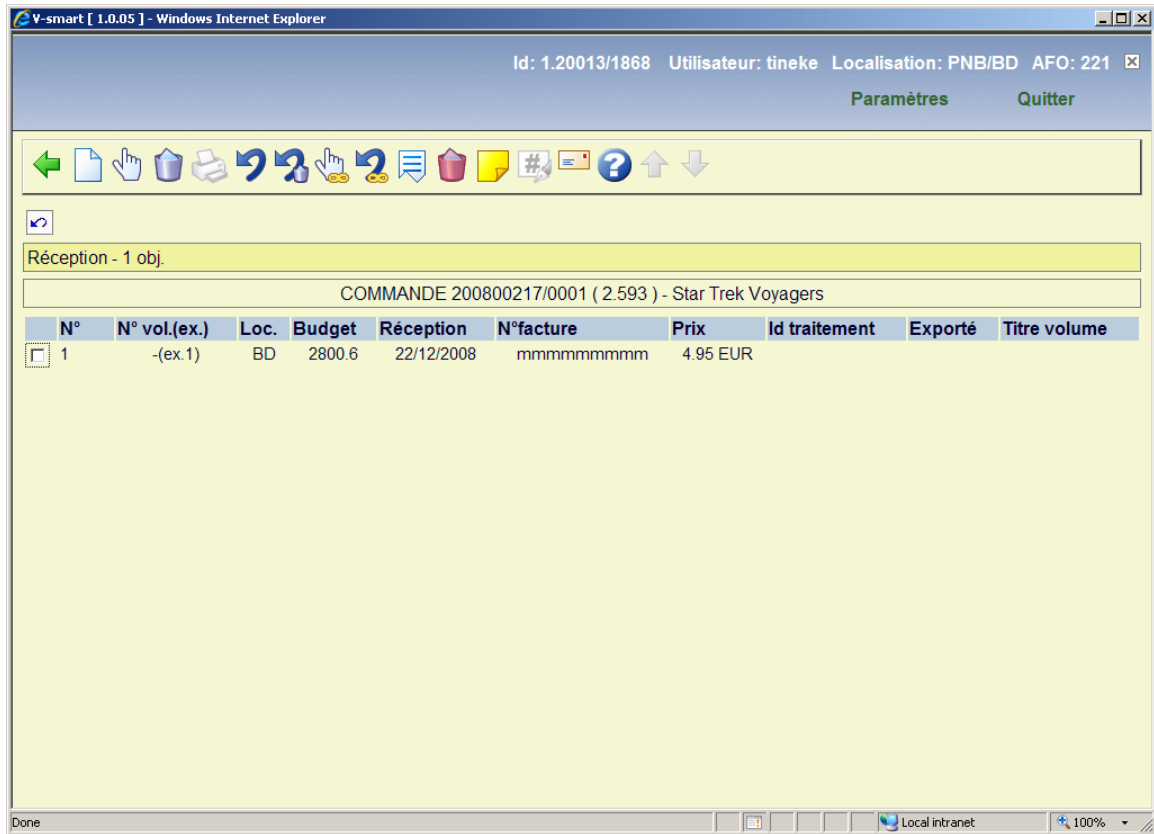 V-smart [ 1.0.05 ] - Windows Internet Explorer
Id: 1.20013/1868 Utilisateur: tineke Localisation: PNB/BD AFO: 221
Paramètres Quitter
Réception - 1 obj.
COMMANDE 200800217/0001 ( 2.593 ) - Star Trek Voyagers
N° N° vol.(ex.) Loc. Budget Réception N°facture Prix Id traitement Exporté Titre volume
1 -(ex.1) BD 2800.6 22/12/2008 mmmmmmmmm 4.95 EUR
Done Local intranet 100%